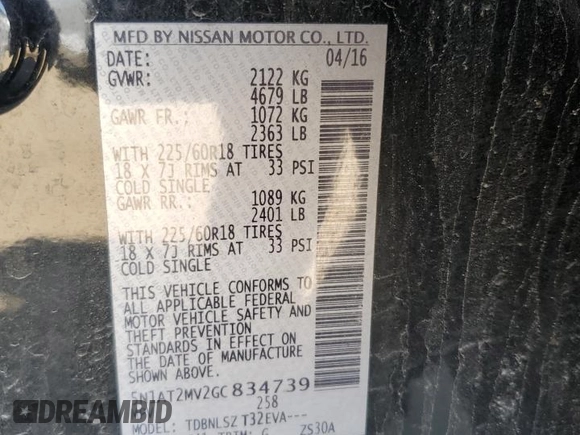 MFD BY NISSAN MOTOR CO., LTD.
DATE: 04/16
GVWR: 2122 KG
4679 LB
GAWR FR.: 1072 KG
2363 LB
WITH 225/60R18 TIRES
18 X 7J RIMS AT 33 PSI
COLD SINGLE
GAWR RR.: 1089 KG
2401 LB
WITH 225/60R18 TIRES
18 X 7J RIMS AT 33 PSI
COLD SINGLE
THIS VEHICLE CONFORMS TO
ALL APPLICABLE FEDERAL
MOTOR VEHICLE SAFETY AND
THEFT PREVENTION
STANDARDS IN EFFECT ON
THE DATE OF MANUFACTURE
5N1AT2MV2GC834739
258
MODEL: TDBNLSZ T32EVA---
TRIM: G ZS30A
DREAMBID
dreambid.com